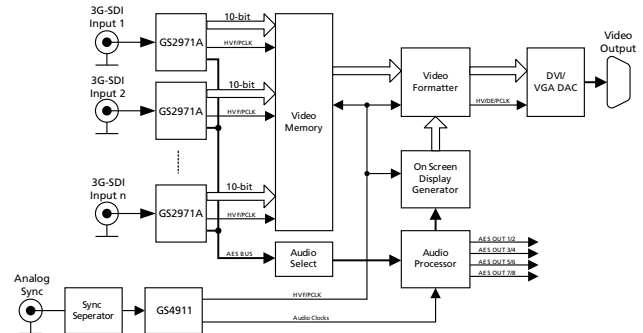 3G-SDI
Input 1
GS2971A
10-bit
HVF/PCLK
3G-SDI
Input 2
GS2971A
10-bit
HVF/PCLK
3G-SDI
Input n
GS2971A
10-bit
HVF/PCLK
AES BUS
Video
Memory
Audio
Select
Video
Formatter
HV/DE/PCLK
DVI/
VGA DAC
Video
Output
On Screen
Display
Generator
Audio
Processor
AES OUT 1/2
AES OUT 3/4
AES OUT 5/6
AES OUT 7/8
Analog
Sync
Sync
Seperator
GS4911
HVF/PCLK
Audio Clocks